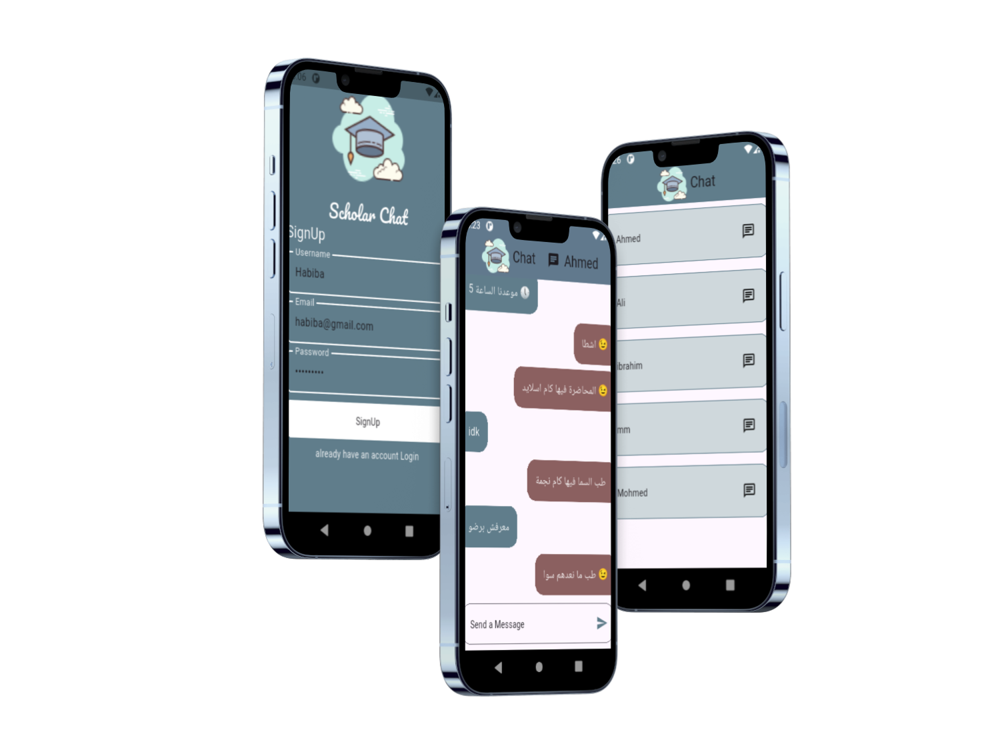 :06
Scholar Chat
SignUp
Username
Habiba
Email
habiba@gmail.com
Password
•••••••••
SignUp
already have an account Login
:23
Chat
Ahmed
موعدنا الساعة 5 🕔
اشطا 😉
المحاضرة فيها كام اسلايد 😉
idk
طب السما فيها كام نجمة
معرفش برضو
طب ما نعدهم سوا 😉
Send a Message
26
Chat
Ahmed
Ali
ibrahim
mm
Mohmed